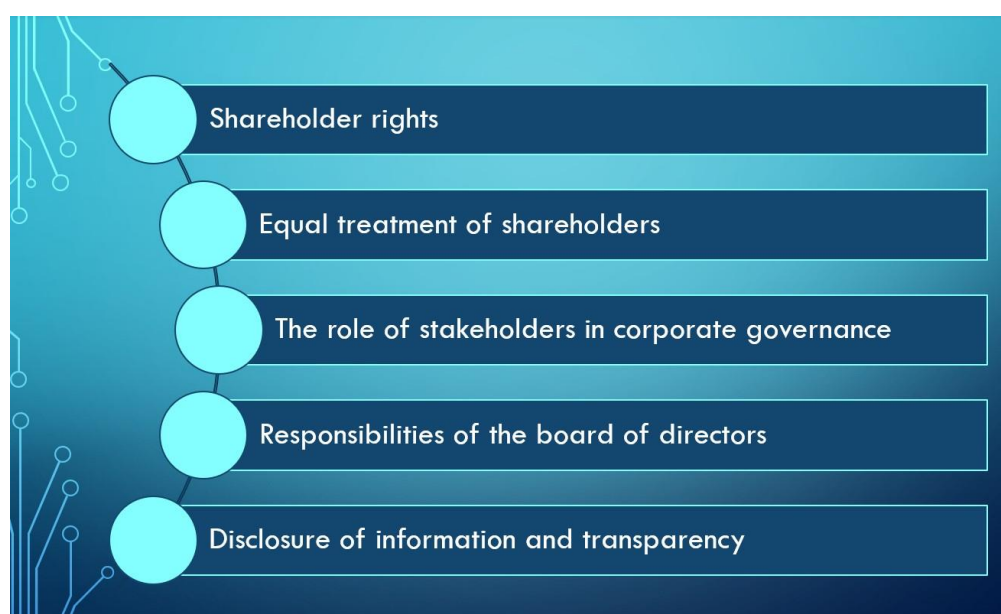 Shareholder rights
Equal treatment of shareholders
The role of stakeholders in corporate governance
Responsibilities of the board of directors
Disclosure of information and transparency